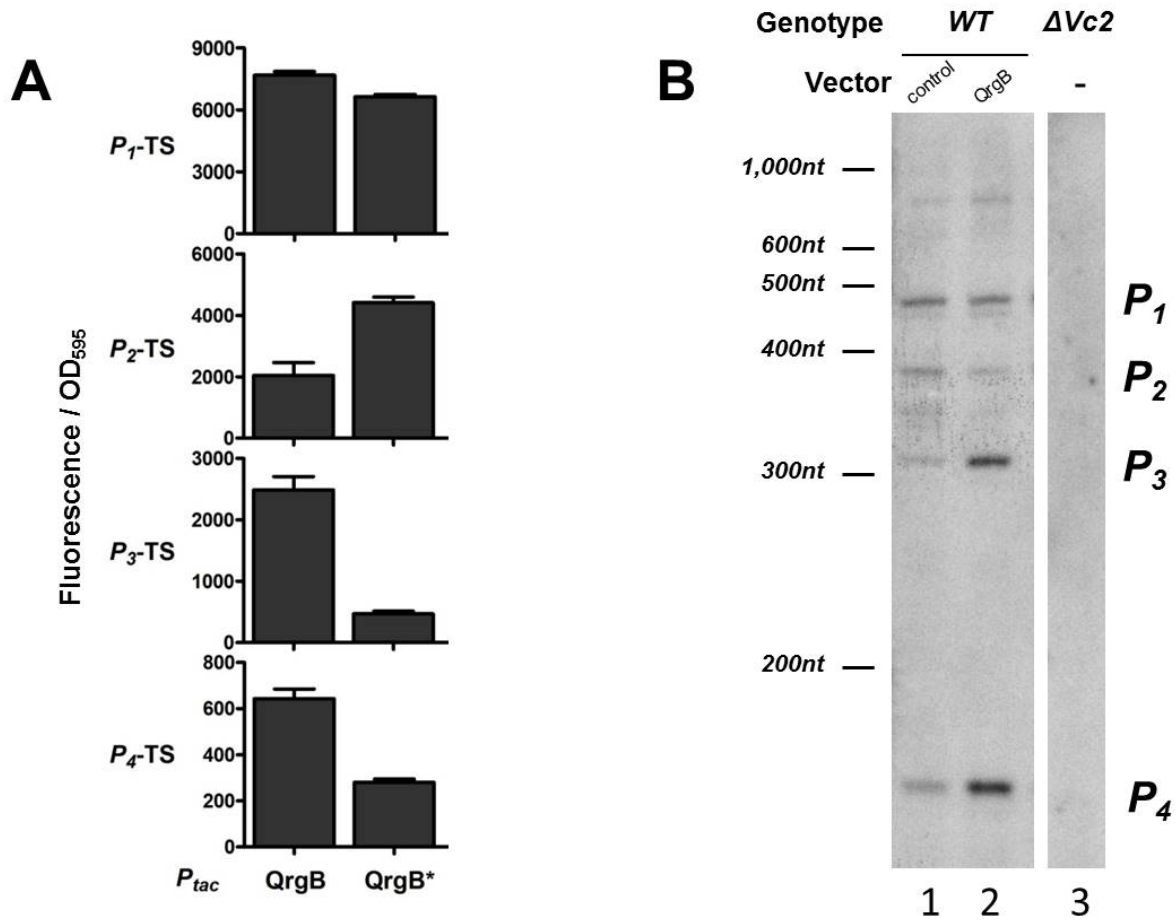 A
Fluorescence / OD595
P1-TS
9000
6000
3000
0
P2-TS
6000
4000
2000
0
P3-TS
3000
2000
1000
0
P4-TS
800
600
400
200
0
Ptac QrgB QrgB*
B
Genotype WT ΔVc2
Vector control QrgB -
1,000nt
600nt
500nt
400nt
300nt
200nt
P1
P2
P3
P4
1 2 3